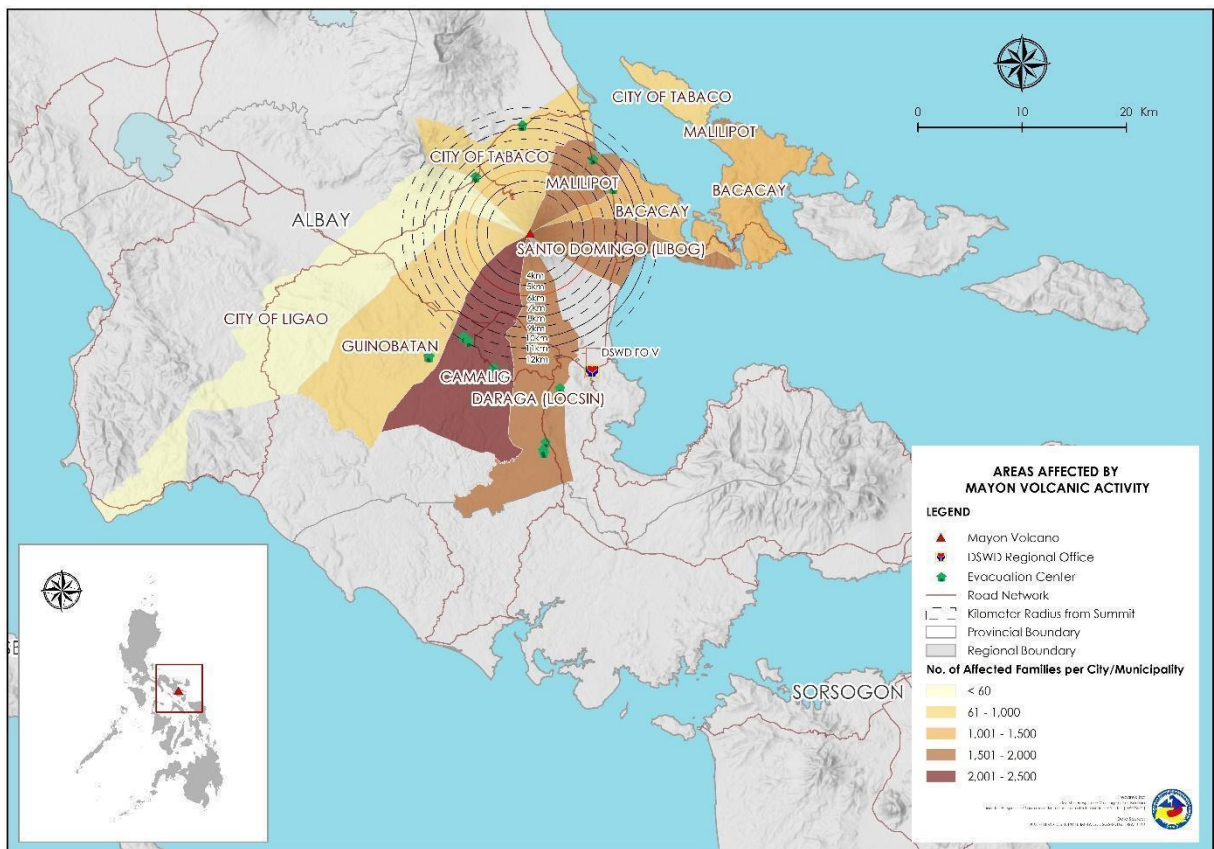 CITY OF TABACO
MALILIPOT
BACACAY
0 10 20 Km
CITY OF TABACO
MALILIPOT
BACACAY
ALBAY
SANTO DOMINGO (LIBOG)
4km
5km
6km
7km
8km
9km
10km
11km
12km
CITY OF LIGAO
GUINOBATAN
CAMALIG
DARAGA (LOCSIN)
DSWD FO V
SORSOGON
SE
AREAS AFFECTED BY
MAYON VOLCANIC ACTIVITY
LEGEND
Mayon Volcano
DSWD Regional Office
Evacuation Center
Road Network
Kilometer Radius from Summit
Provincial Boundary
Regional Boundary
No. of Affected Families per City/Municipality
< 60
61 - 1,000
1,001 - 1,500
1,501 - 2,000
2,001 - 2,500